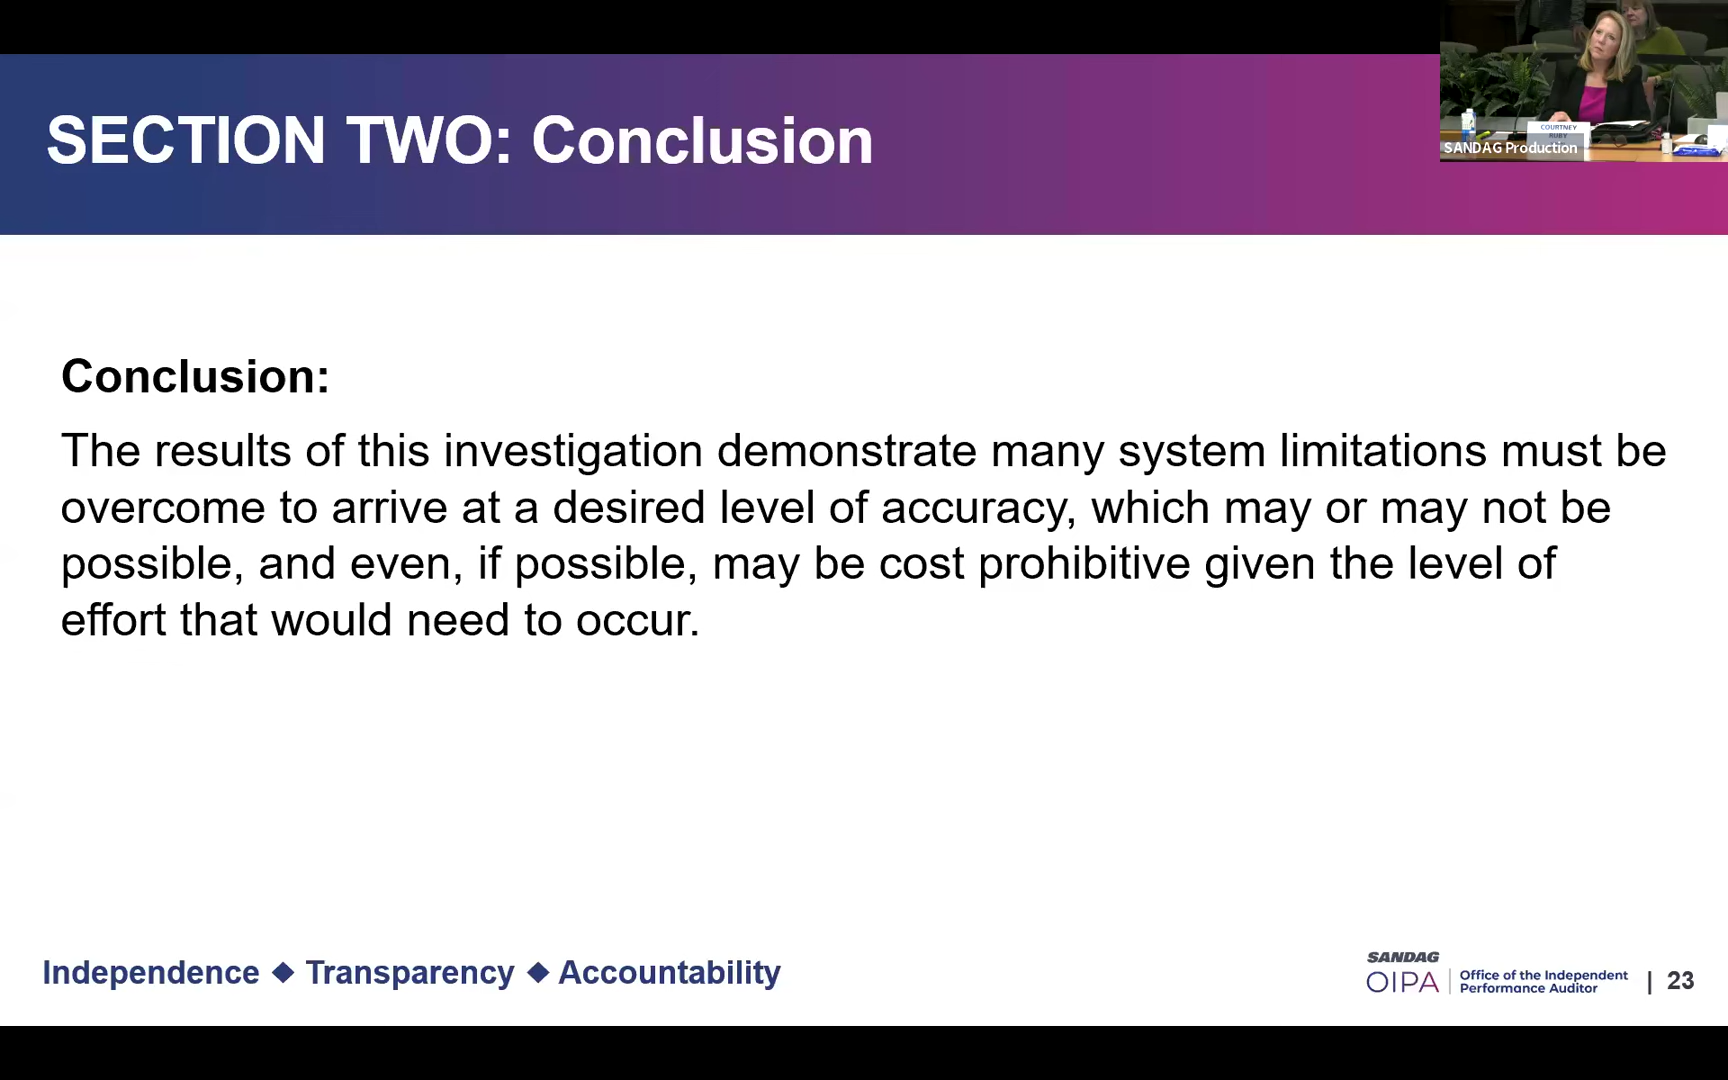 SECTION TWO: Conclusion
COURTNEY
RUBY
SANDAG Production
Conclusion:
The results of this investigation demonstrate many system limitations must be
overcome to arrive at a desired level of accuracy, which may or may not be
possible, and even, if possible, may be cost prohibitive given the level of
effort that would need to occur.
Independence ◆ Transparency ◆ Accountability
SANDAG
OIPA
Office of the Independent
Performance Auditor
| 23